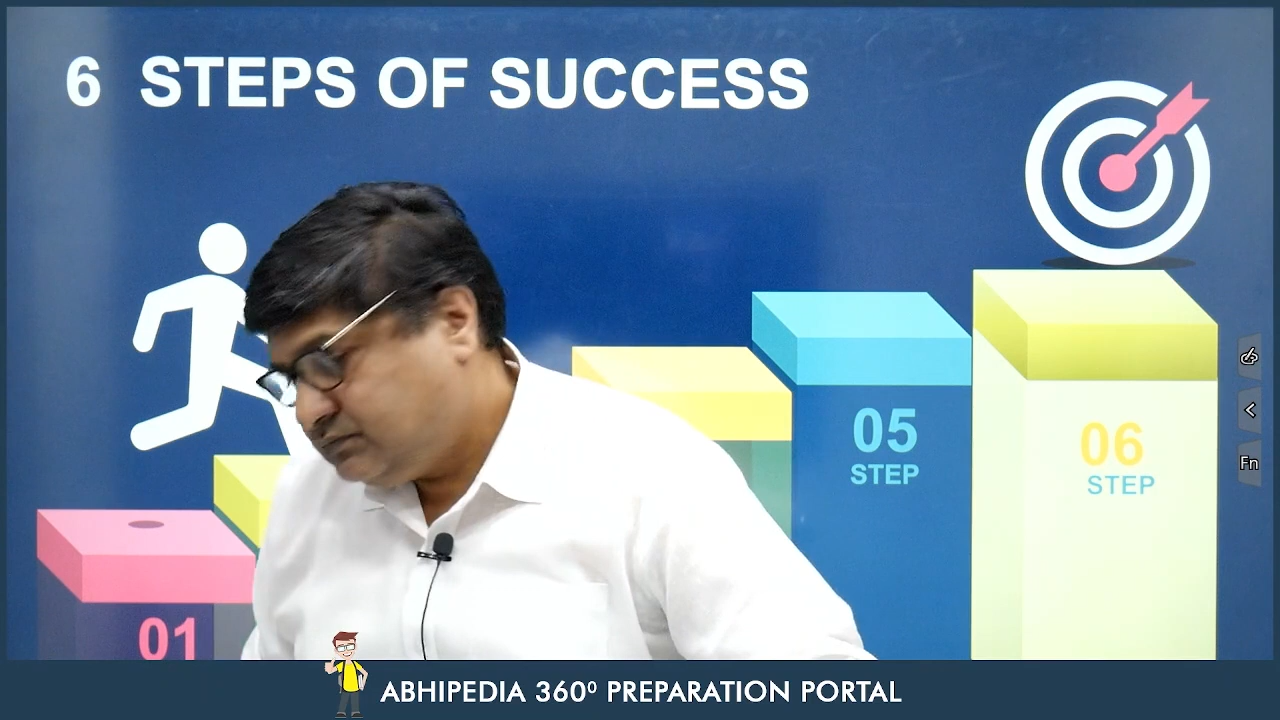 6 STEPS OF SUCCESS
05
STEP
06
STEP
01
Fn
ABHIPEDIA 360⁰ PREPARATION PORTAL